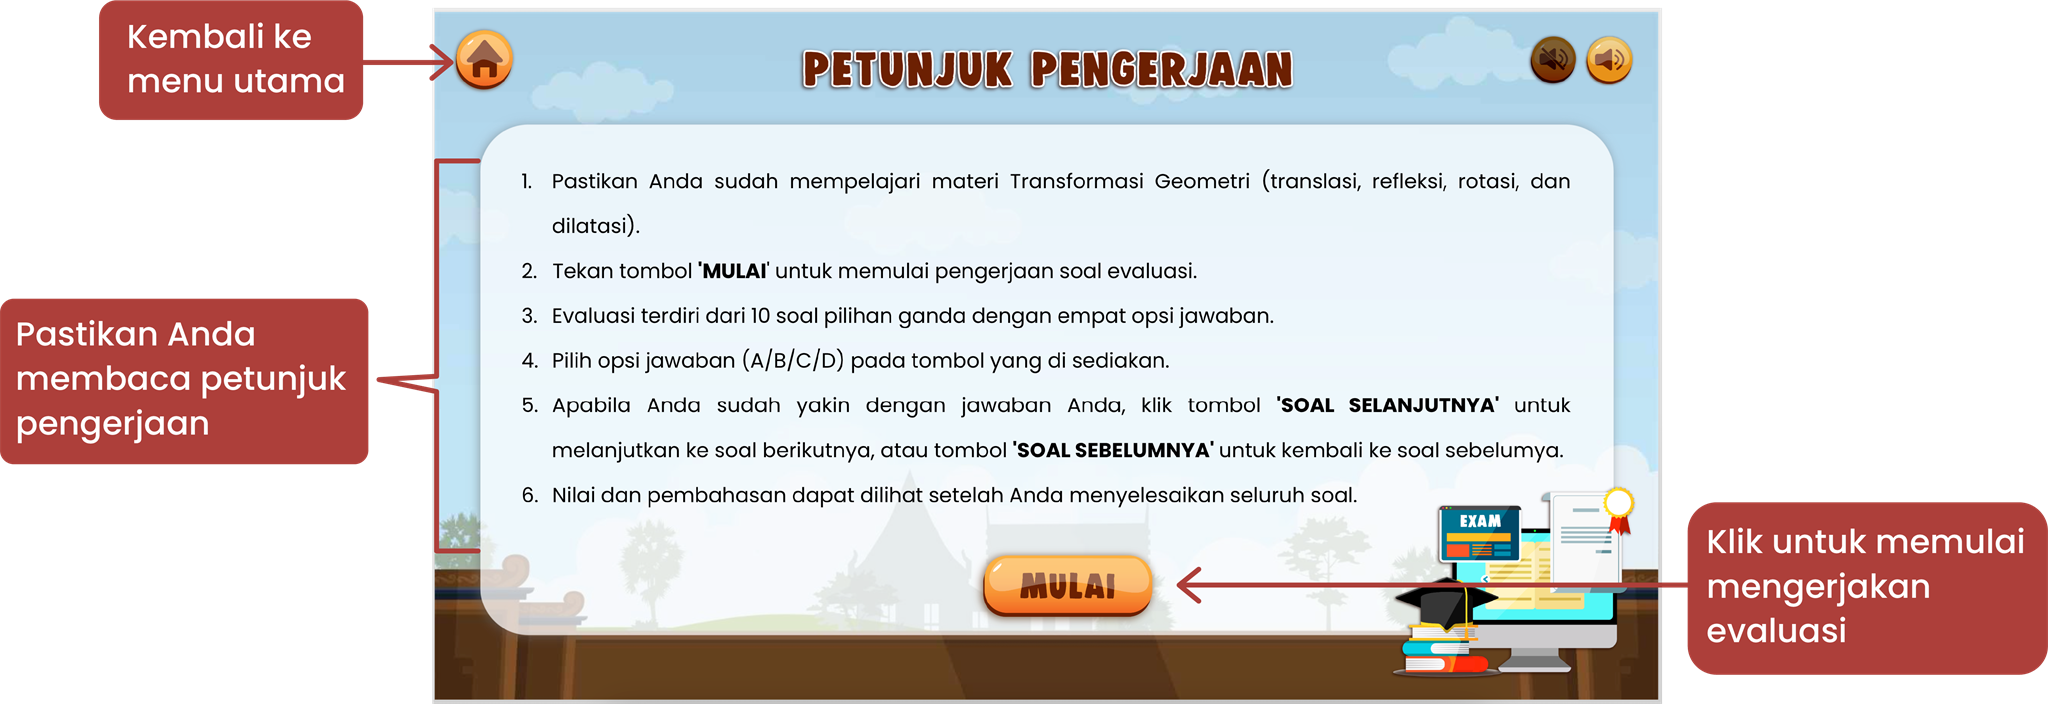 Kembali ke
menu utama
PETUNJUK PENGERJAAN
1. Pastikan Anda sudah mempelajari materi Transformasi Geometri (translasi, refleksi, rotasi, dan
dilatasi).
2. Tekan tombol 'MULAI' untuk memulai pengerjaan soal evaluasi.
3. Evaluasi terdiri dari 10 soal pilihan ganda dengan empat opsi jawaban.
4. Pilih opsi jawaban (A/B/C/D) pada tombol yang di sediakan.
5. Apabila Anda sudah yakin dengan jawaban Anda, klik tombol 'SOAL SELANJUTNYA' untuk
melanjutkan ke soal berikutnya, atau tombol 'SOAL SEBELUMNYA' untuk kembali ke soal sebelumya.
6. Nilai dan pembahasan dapat dilihat setelah Anda menyelesaikan seluruh soal.
Pastikan Anda
membaca petunjuk
pengerjaan
EXAM
MULAI
Klik untuk memulai
mengerjakan
evaluasi